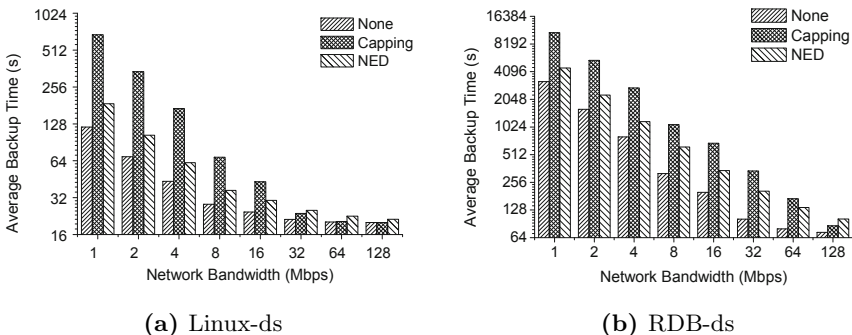 1024
512
256
128
64
32
16
Average Backup Time (s)
None
Capping
NED
1 2 4 8 16 32 64 128
Network Bandwidth (Mbps)
(a) Linux-ds
16384
8192
4096
2048
1024
512
256
128
64
Average Backup Time (s)
None
Capping
NED
1 2 4 8 16 32 64 128
Network Bandwidth (Mbps)
(b) RDB-ds